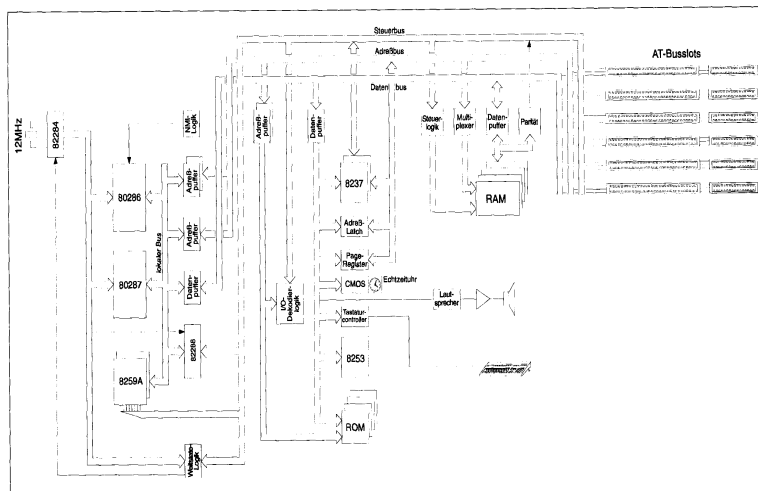 Steuerbus
Adreßbus
Datenbus
AT-Busslots
12MHz
82284
NMI-
Logik
Adreß-
puffer
Daten-
puffer
Steuer-
logik
Multi-
plexer
Daten-
puffer
Parität
80286
Adreß-
puffer
8237
RAM
lokaler Bus
Adreß-
puffer
Adreß-
Latch
Page-
Register
80287
Daten-
puffer
CMOS
Echtzeituhr
I/O-
Dekodier-
logik
Laut-
sprecher
Tastatur-
controller
82288
8253
8259A
ROM
Waitstate-
Logik